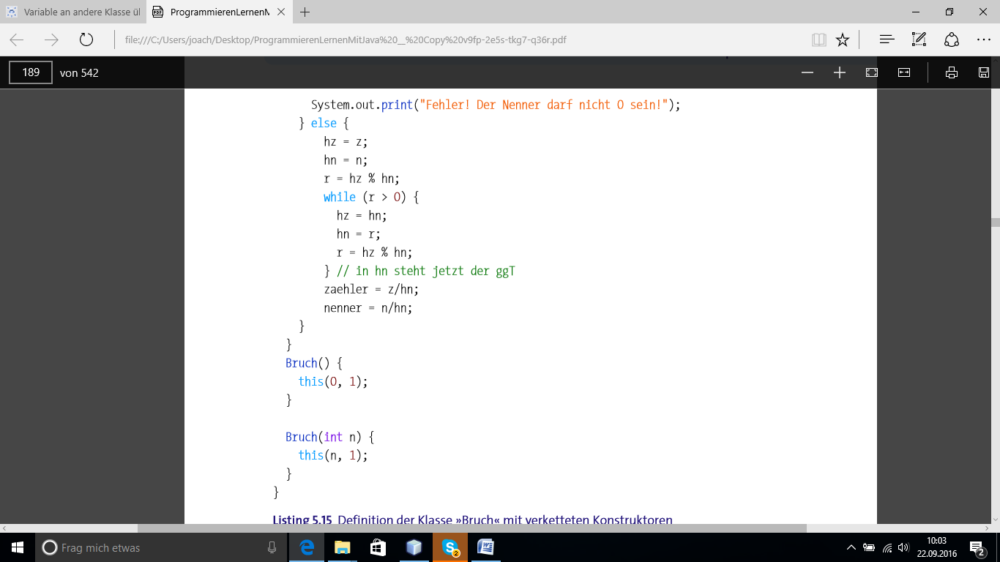 Variable an andere Klasse ül
PDF ProgrammierenLernenM
file:///C:/Users/joach/Desktop/ProgrammierenLernenMitJava%20__%20Copy%20v9fp-2e5s-tkg7-q36r.pdf
189 von 542
System.out.print("Fehler! Der Nenner darf nicht 0 sein!");
} else {
hz = z;
hn = n;
r = hz % hn;
while (r > 0) {
hz = hn;
hn = r;
r = hz % hn;
} // in hn steht jetzt der ggT
zaehler = z/hn;
nenner = n/hn;
}
}
Bruch() {
this(0, 1);
}
Bruch(int n) {
this(n, 1);
}
}
Listing 5.15 Definition der Klasse »Bruch« mit verketteten Konstruktoren
Frag mich etwas
10:03
22.09.2016
2
2